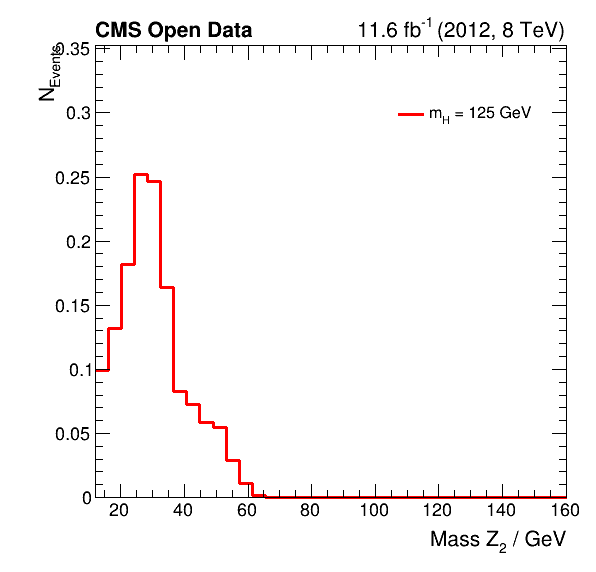 CMS Open Data
11.6 fb⁻¹ (2012, 8 TeV)
N_Events
0.35
0.3
0.25
0.2
0.15
0.1
0.05
0
m_H = 125 GeV
20 40 60 80 100 120 140 160
Mass Z₂ / GeV